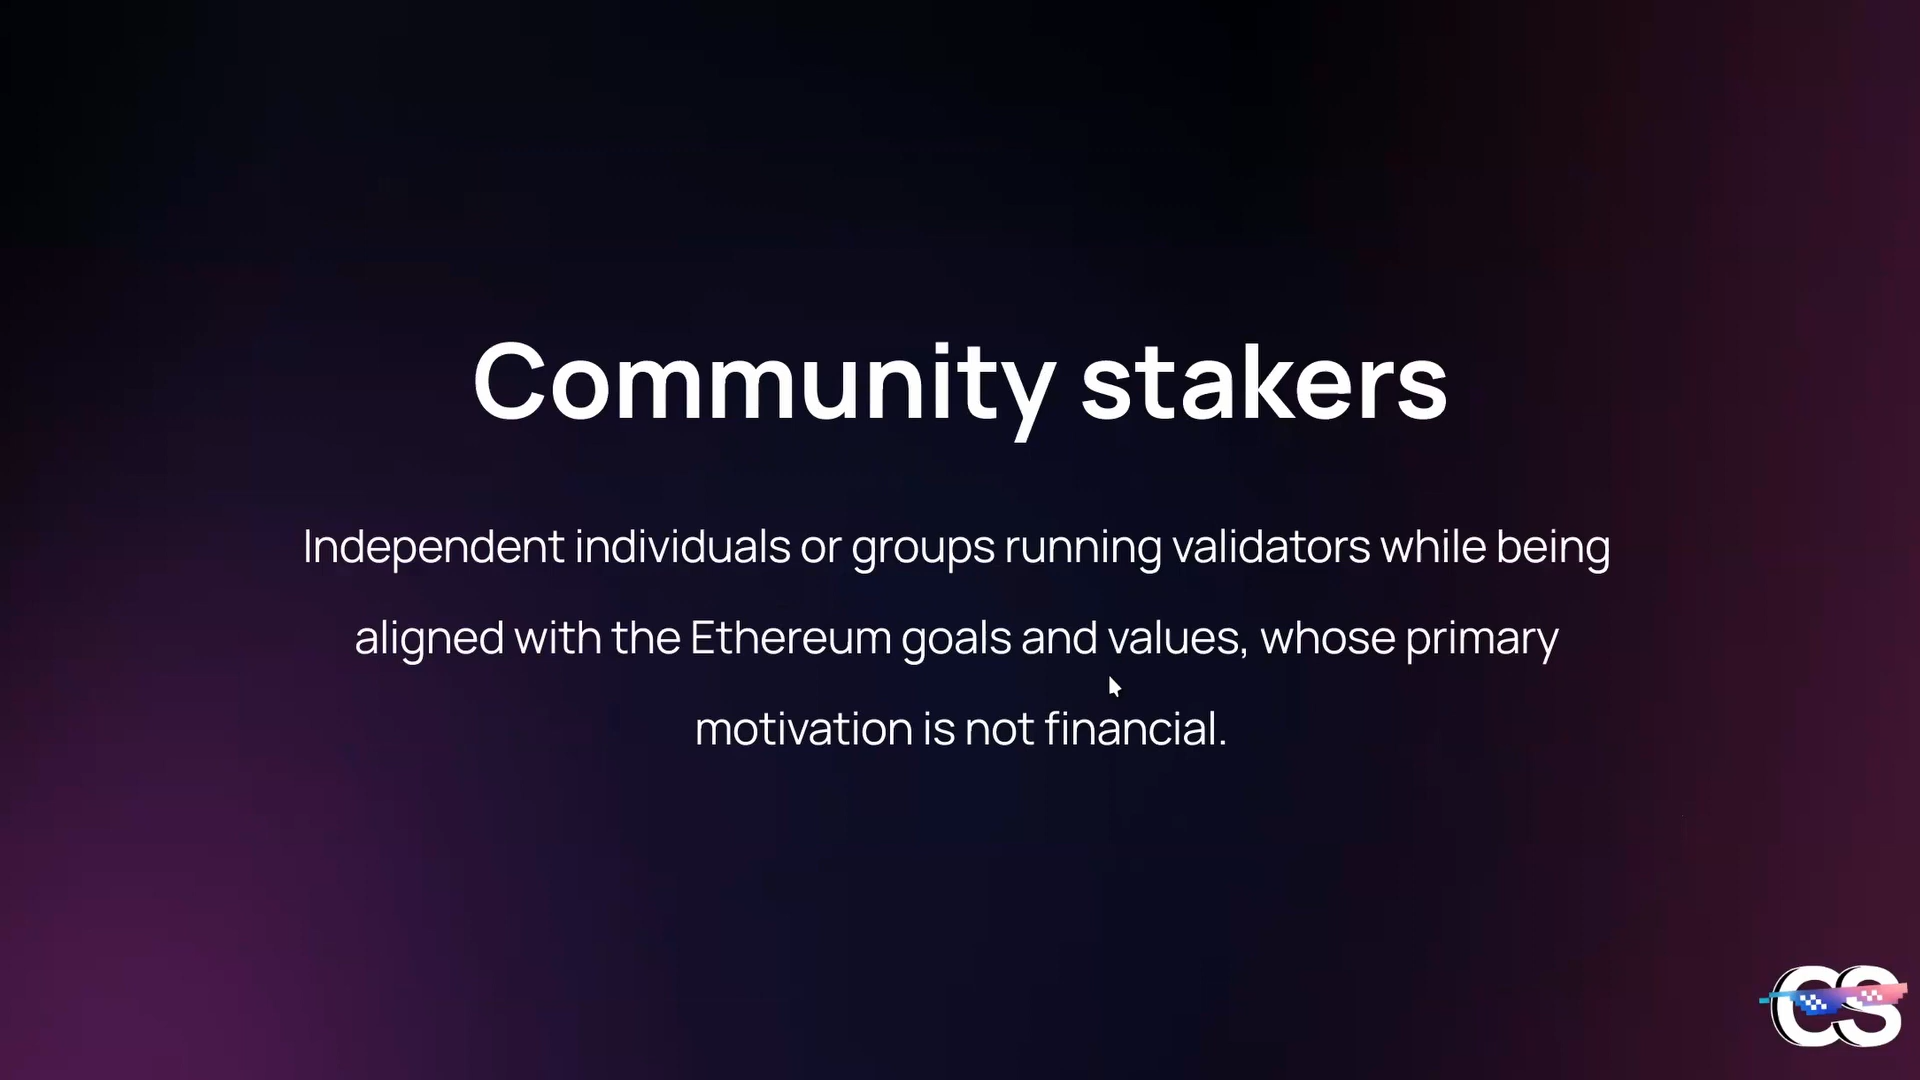 Community stakers
Independent individuals or groups running validators while being
aligned with the Ethereum goals and values, whose primary
motivation is not financial.
CS